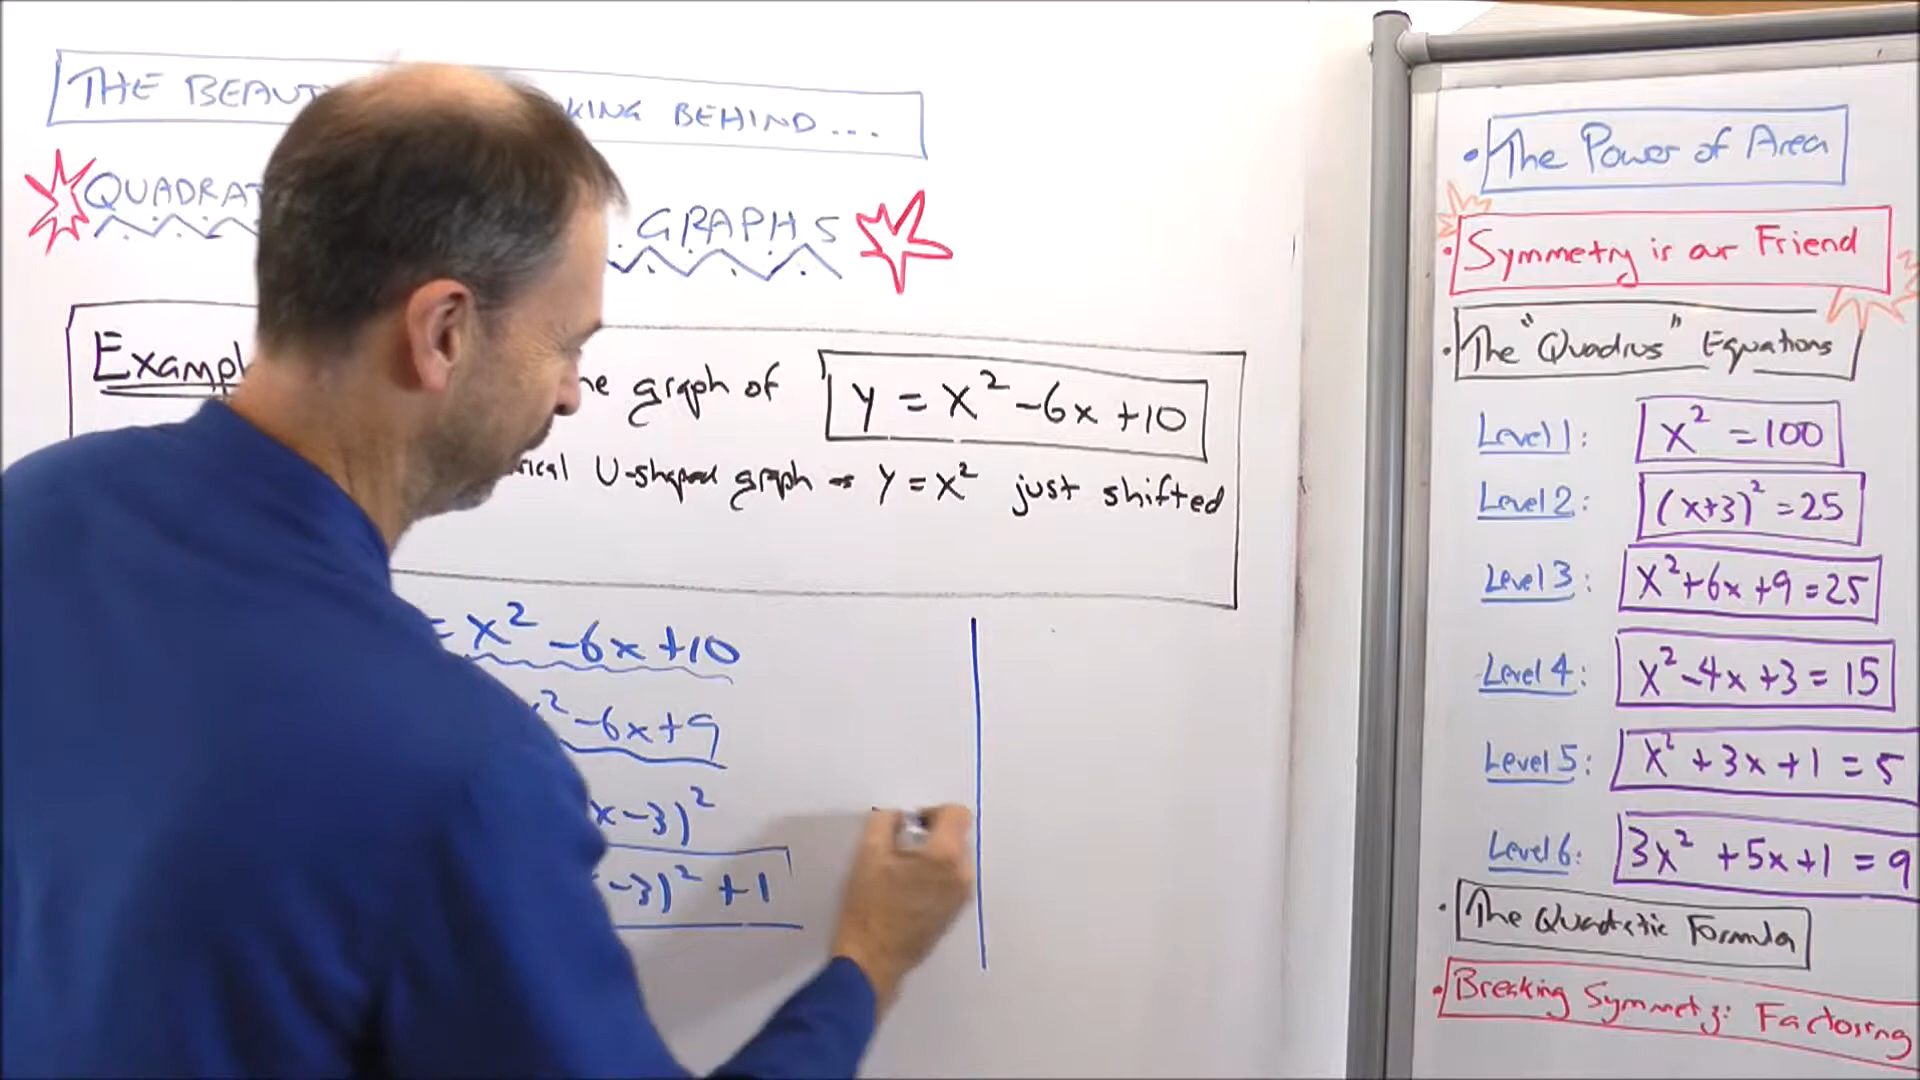 THE BEAUT KING BEHIND...
QUADRAT GRAPHS
Exampl he graph of y = x² -6x +10
rical U-shaped graph as y = x² just shifted
= x² -6x +10
x² -6x +9
x-3)²
-3)² +1
• The Power of Area
• Symmetry is our Friend
• The "Quadrus" Equations
Level 1: x² = 100
Level 2: (x+3)² = 25
Level 3: x² +6x +9 = 25
Level 4: x² -4x +3 = 15
Level 5: x² +3x +1 = 5
Level 6: 3x² +5x +1 = 9
• The Quadratic Formula
• Breaking Symmetry: Factoring